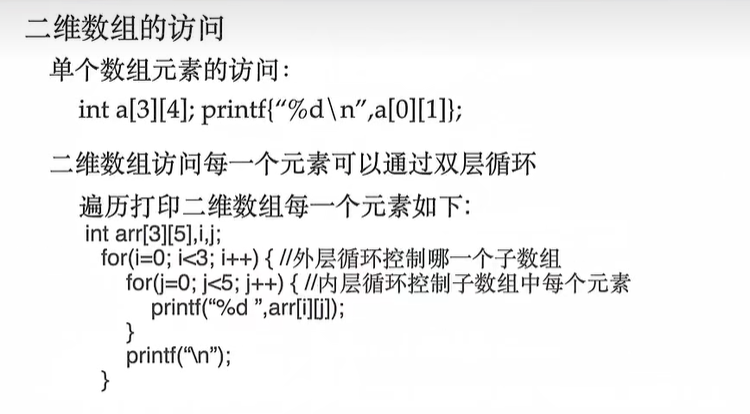 二维数组的访问
单个数组元素的访问：
int a[3][4]; printf{“%d\n”,a[0][1]};
二维数组访问每一个元素可以通过双层循环
遍历打印二维数组每一个元素如下：
int arr[3][5],i,j;
for(i=0; i<3; i++) { //外层循环控制哪一个子数组
for(j=0; j<5; j++) { //内层循环控制子数组中每个元素
printf(“%d ”,arr[i][j]);
}
printf(“\n”);
}